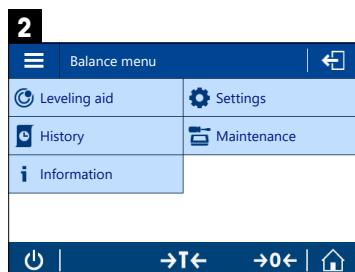 2
Balance menu
Leveling aid
Settings
History
Maintenance
i Information
→T← →0←